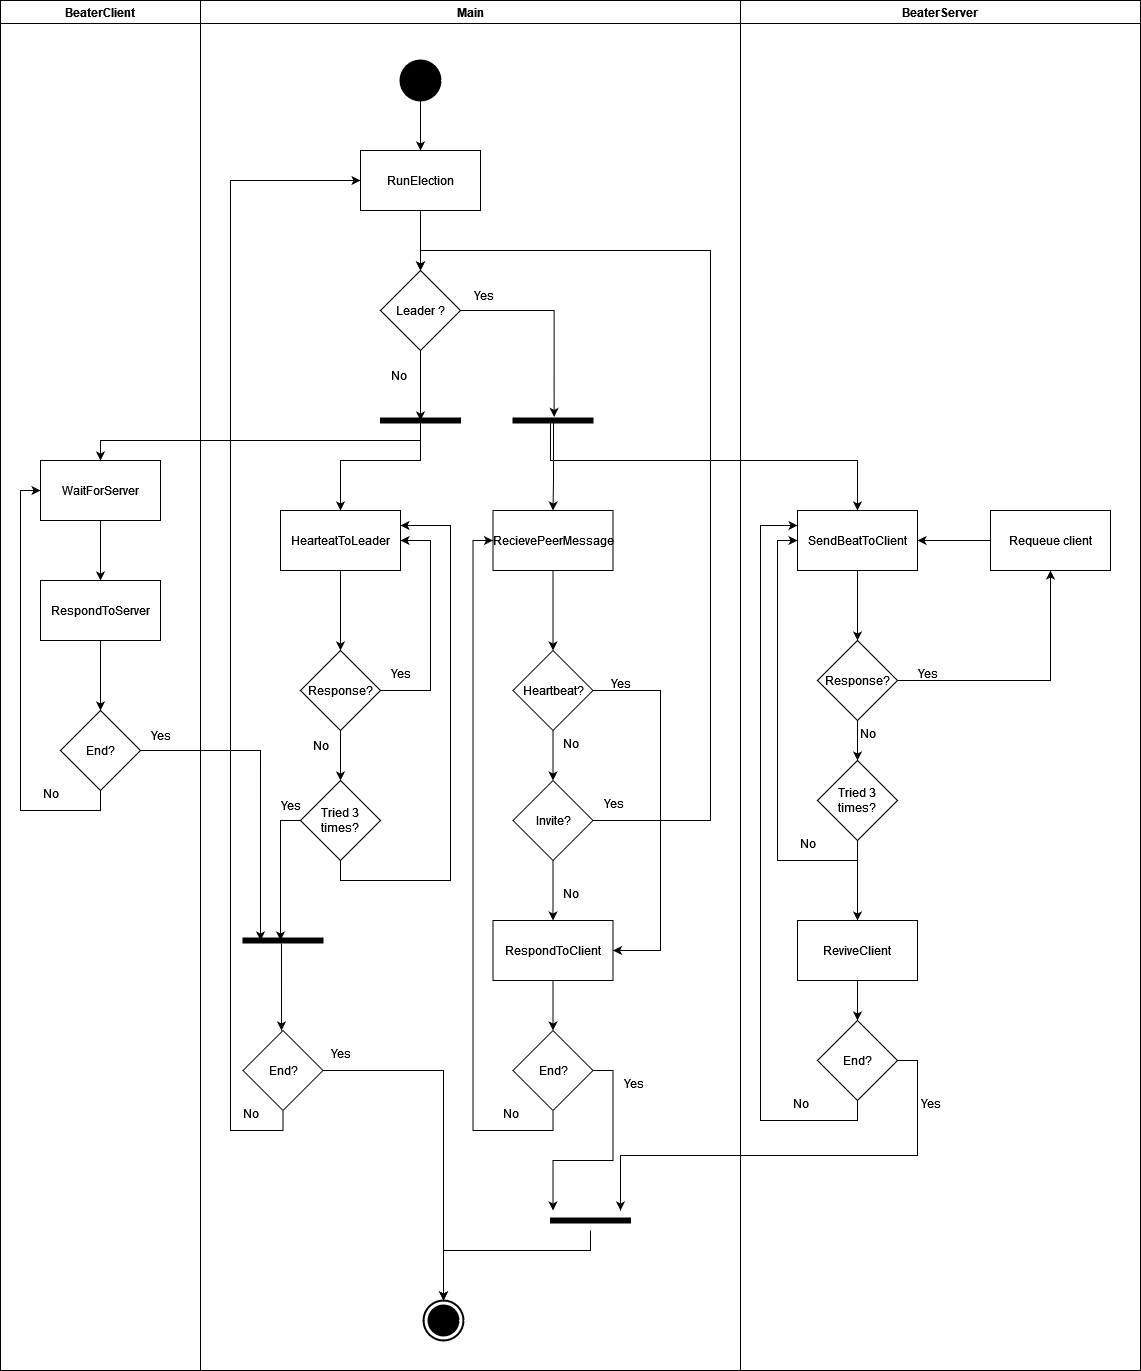 BeaterClient
Main
BeaterServer
RunElection
Leader ?
Yes
No
WaitForServer
HearteatToLeader
RecievePeerMessage
SendBeatToClient
Requeue client
RespondToServer
Response?
Yes
Heartbeat?
Yes
Response?
Yes
No
No
No
End?
Yes
No
Tried 3
times?
Yes
Invite?
Yes
Tried 3
times?
No
No
RespondToClient
ReviveClient
End?
Yes
No
End?
Yes
No
End?
Yes
No